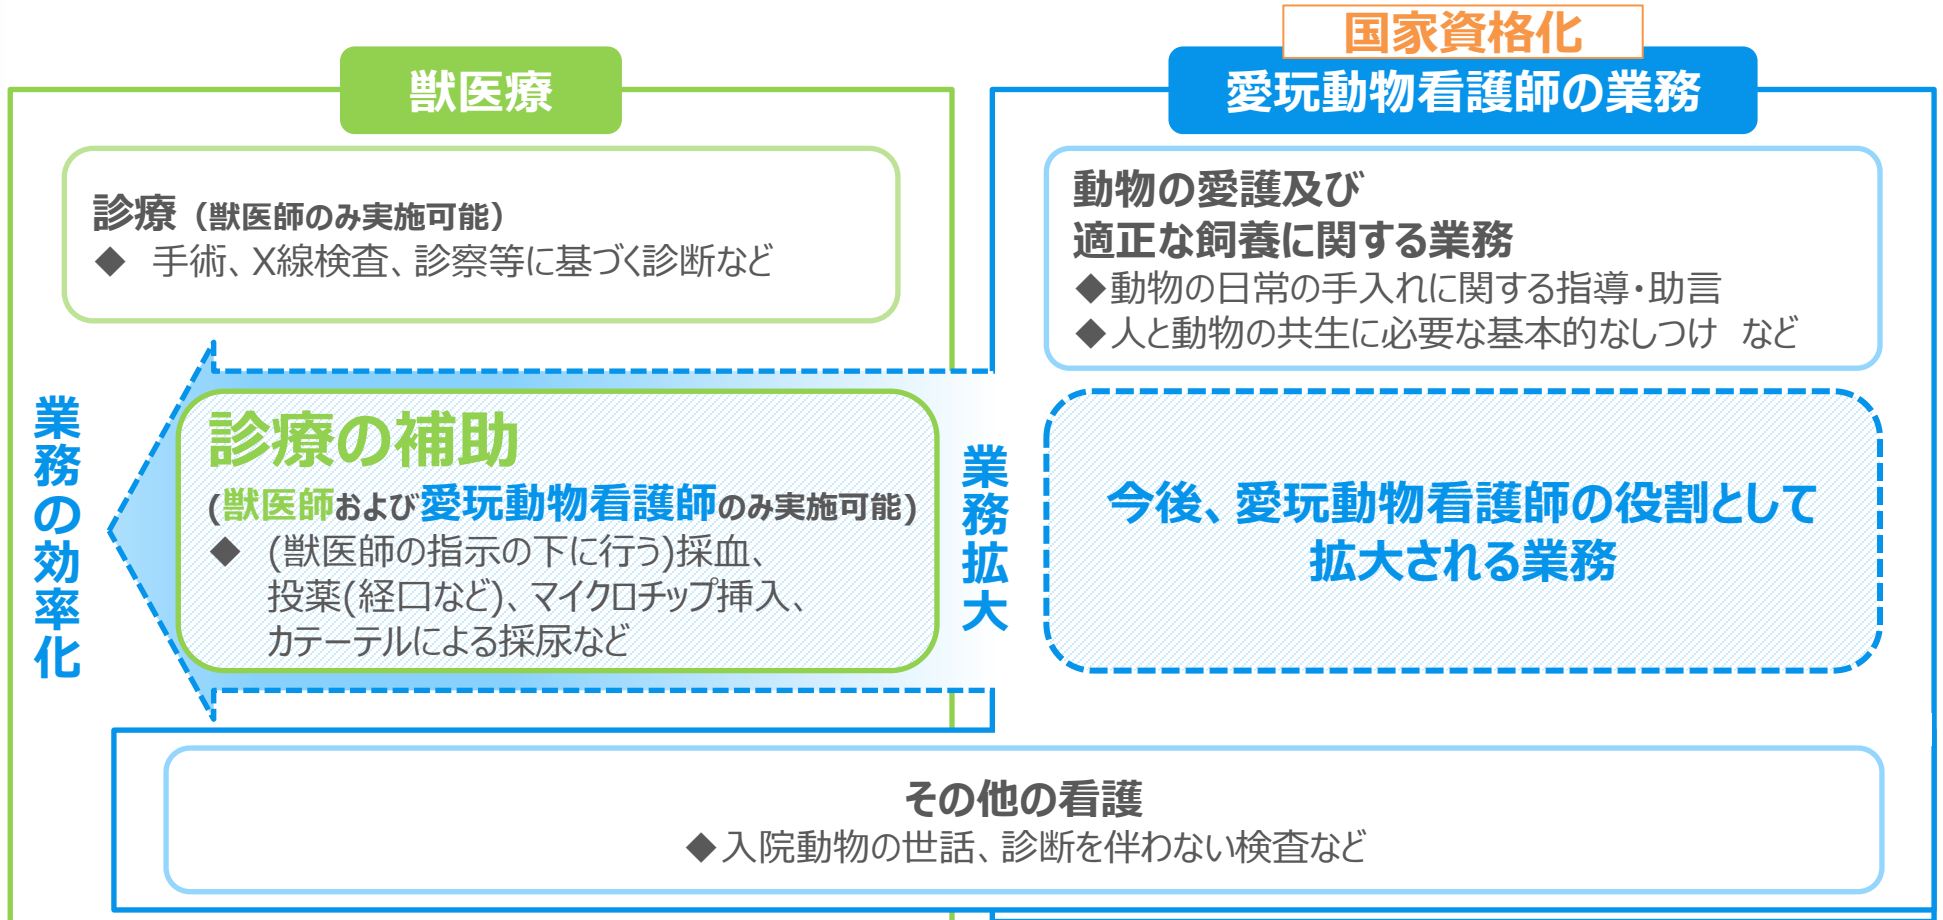 国家資格化
獣医療
愛玩動物看護師の業務
診療（獣医師のみ実施可能）
◆ 手術、X線検査、診察等に基づく診断など
動物の愛護及び
適正な飼養に関する業務
◆動物の日常の手入れに関する指導・助言
◆人と動物の共生に必要な基本的なしつけ など
業務の効率化
診療の補助
(獣医師および愛玩動物看護師のみ実施可能)
◆ (獣医師の指示の下に行う)採血、
投薬(経口など)、マイクロチップ挿入、
カテーテルによる採尿など
業務拡大
今後、愛玩動物看護師の役割として
拡大される業務
その他の看護
◆入院動物の世話、診断を伴わない検査など